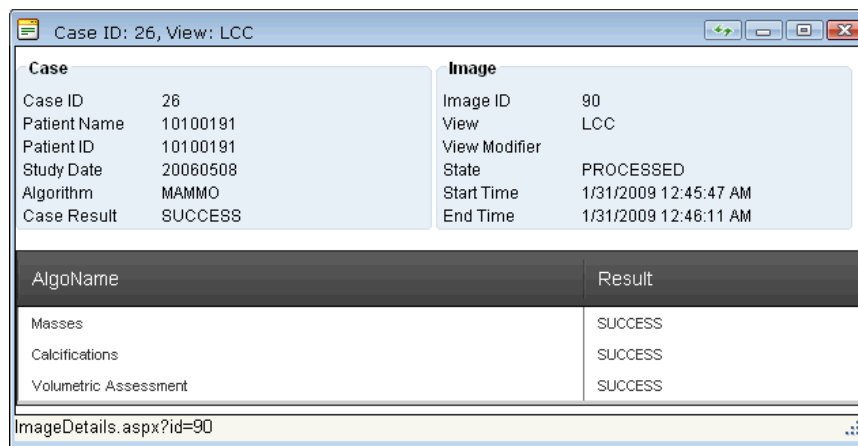 Case ID: 26, View: LCC
Case
Case ID 26
Patient Name 10100191
Patient ID 10100191
Study Date 20060508
Algorithm MAMMO
Case Result SUCCESS
Image
Image ID 90
View LCC
View Modifier
State PROCESSED
Start Time 1/31/2009 12:45:47 AM
End Time 1/31/2009 12:46:11 AM
AlgoName Result
Masses SUCCESS
Calcifications SUCCESS
Volumetric Assessment SUCCESS
ImageDetails.aspx?id=90